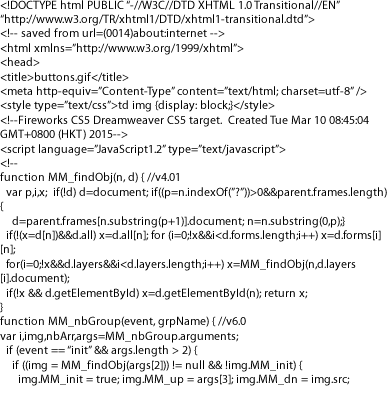 <!DOCTYPE html PUBLIC "-//W3C//DTD XHTML 1.0 Transitional//EN"
"http://www.w3.org/TR/xhtml1/DTD/xhtml1-transitional.dtd">
<!-- saved from url=(0014)about:internet -->
<html xmlns="http://www.w3.org/1999/xhtml">
<head>
<title>buttons.gif</title>
<meta http-equiv="Content-Type" content="text/html; charset=utf-8" />
<style type="text/css">td img {display: block;}</style>
<!--Fireworks CS5 Dreamweaver CS5 target.  Created Tue Mar 10 08:45:04
GMT+0800 (HKT) 2015-->
<script language="JavaScript1.2" type="text/javascript">
<!--
function MM_findObj(n, d) { //v4.01
  var p,i,x;  if(!d) d=document; if((p=n.indexOf("?"))>0&&parent.frames.length)
{
    d=parent.frames[n.substring(p+1)].document; n=n.substring(0,p);}
  if(!(x=d[n])&&d.all) x=d.all[n]; for (i=0;!x&&i<d.forms.length;i++) x=d.forms[i]
[n];
  for(i=0;!x&&d.layers&&i<d.layers.length;i++) x=MM_findObj(n,d.layers
[i].document);
  if(!x && d.getElementById) x=d.getElementById(n); return x;
}
function MM_nbGroup(event, grpName) { //v6.0
var i,img,nbArr,args=MM_nbGroup.arguments;
  if (event == "init" && args.length > 2) {
    if ((img = MM_findObj(args[2])) != null && !img.MM_init) {
      img.MM_init = true; img.MM_up = args[3]; img.MM_dn = img.src;